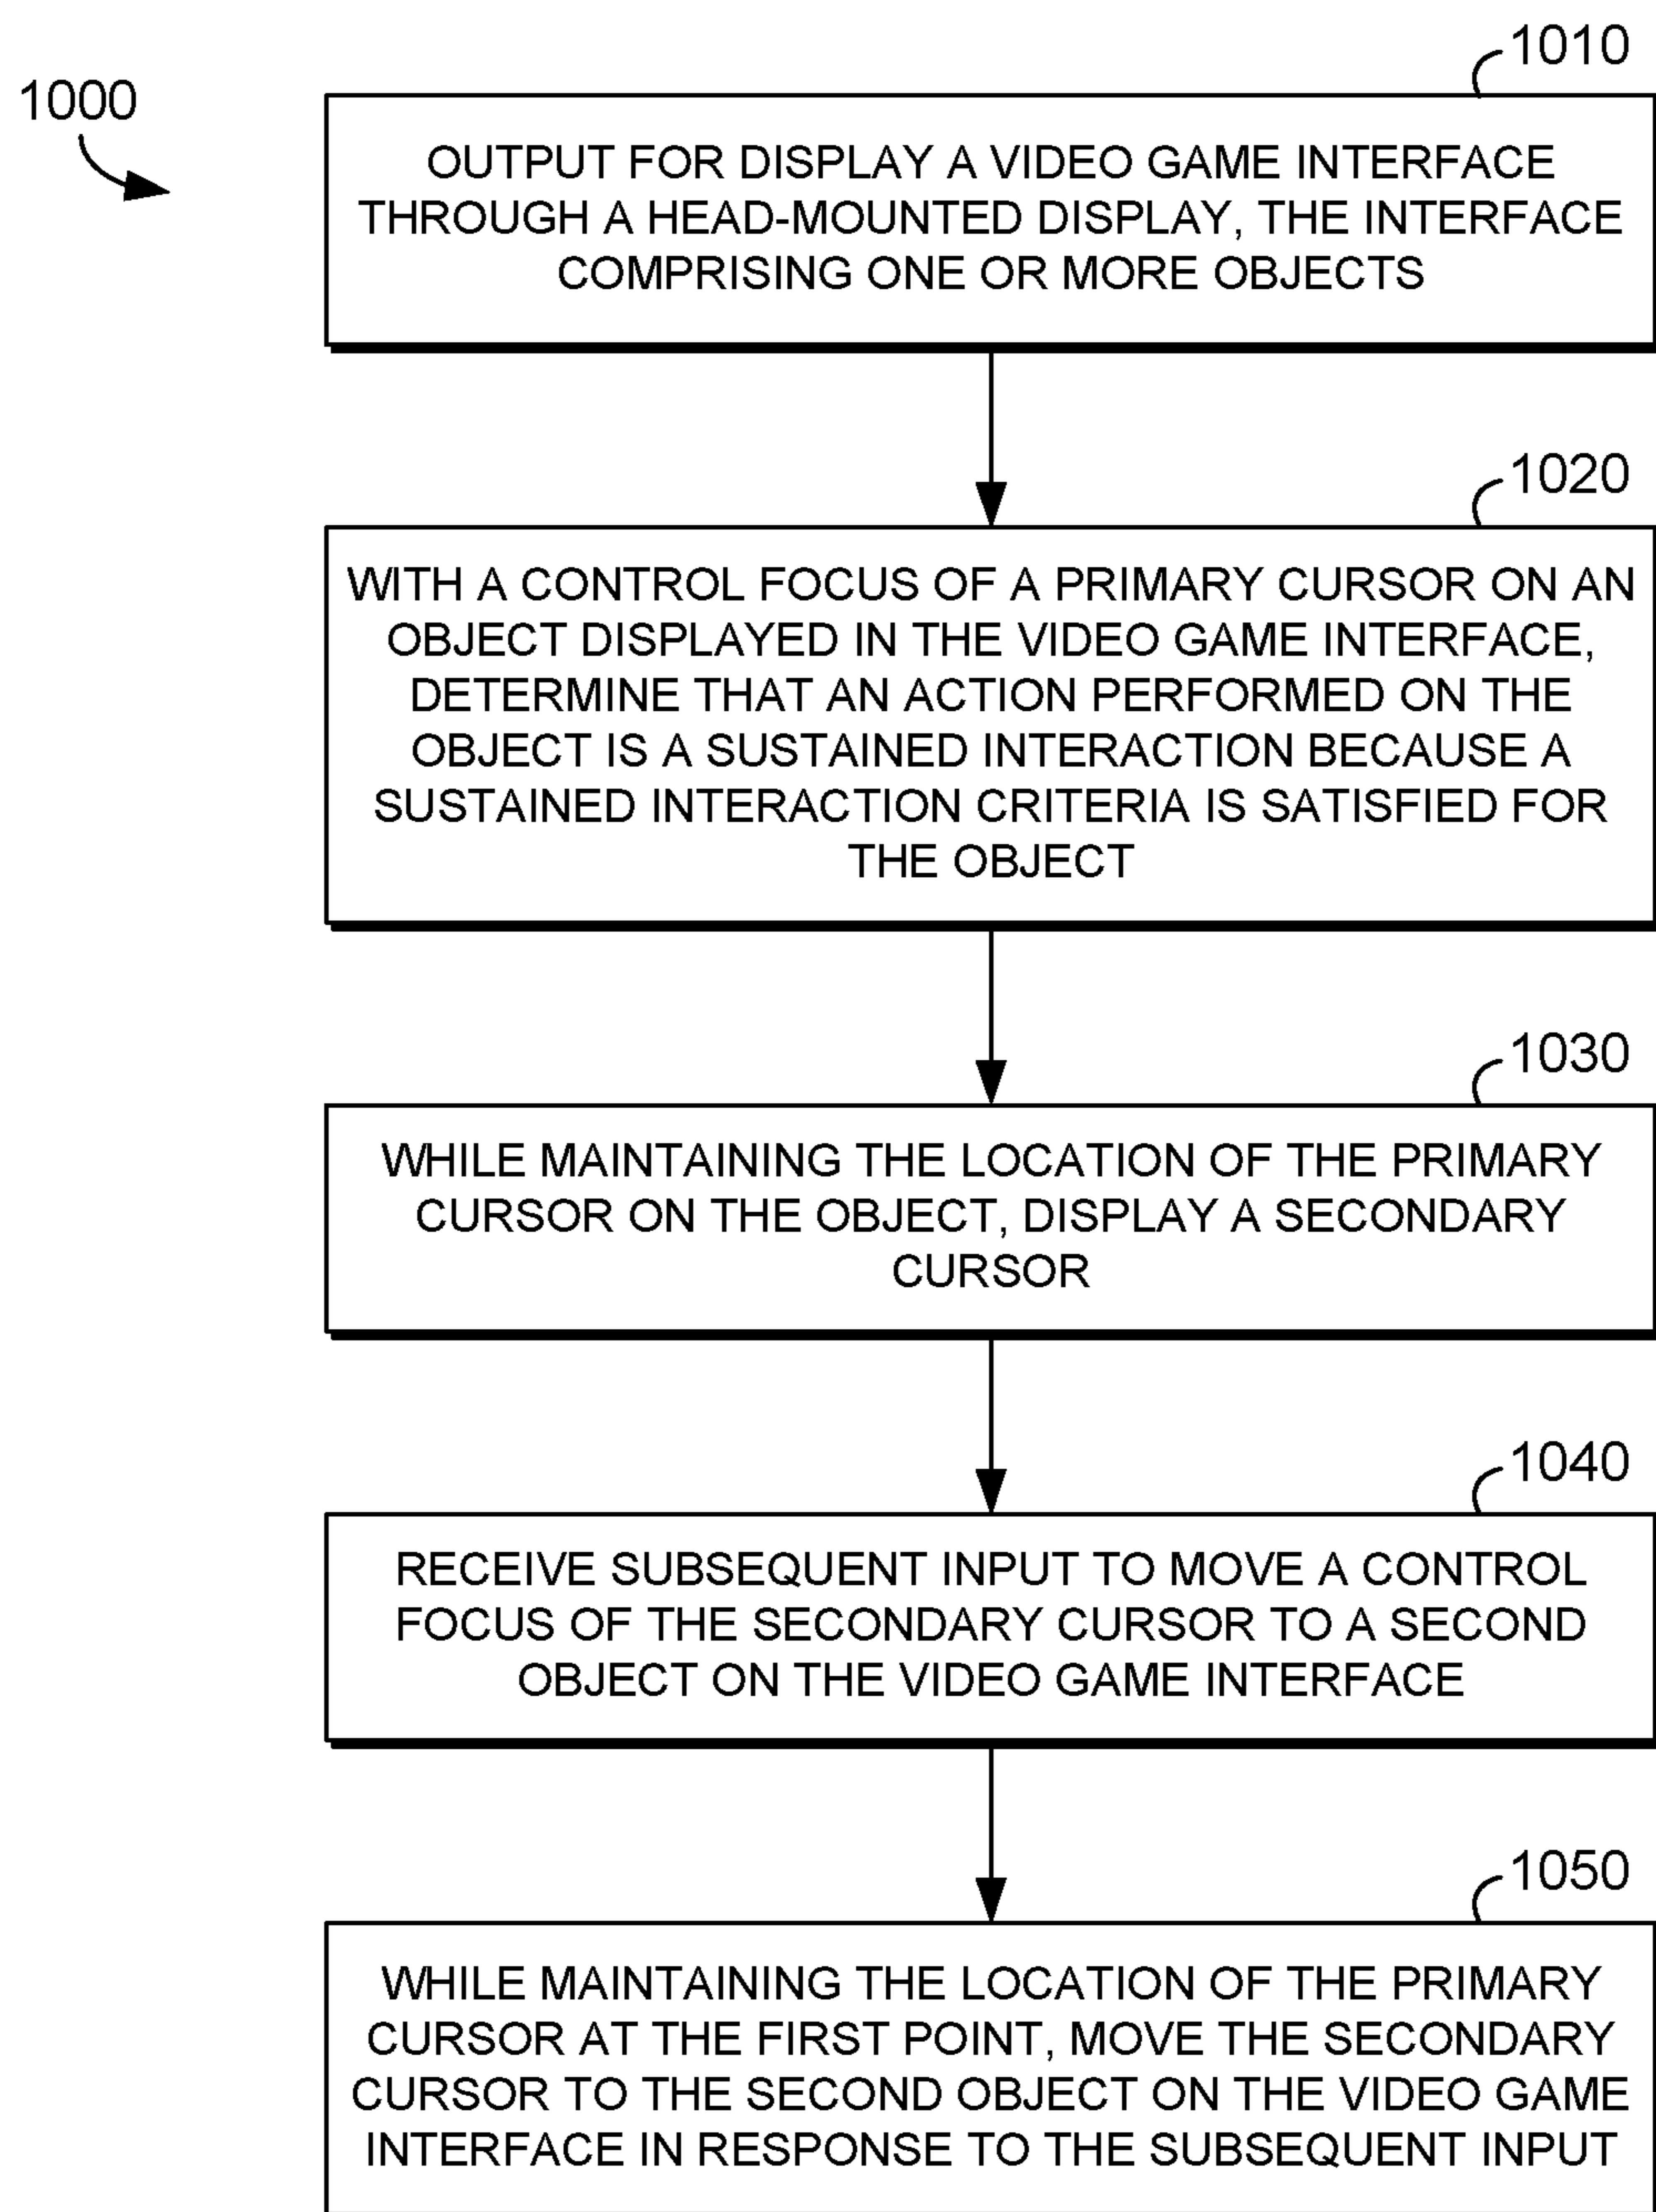 1000
1010
OUTPUT FOR DISPLAY A VIDEO GAME INTERFACE
THROUGH A HEAD-MOUNTED DISPLAY, THE INTERFACE
COMPRISING ONE OR MORE OBJECTS
1020
WITH A CONTROL FOCUS OF A PRIMARY CURSOR ON AN
OBJECT DISPLAYED IN THE VIDEO GAME INTERFACE,
DETERMINE THAT AN ACTION PERFORMED ON THE
OBJECT IS A SUSTAINED INTERACTION BECAUSE A
SUSTAINED INTERACTION CRITERIA IS SATISFIED FOR
THE OBJECT
1030
WHILE MAINTAINING THE LOCATION OF THE PRIMARY
CURSOR ON THE OBJECT, DISPLAY A SECONDARY
CURSOR
1040
RECEIVE SUBSEQUENT INPUT TO MOVE A CONTROL
FOCUS OF THE SECONDARY CURSOR TO A SECOND
OBJECT ON THE VIDEO GAME INTERFACE
1050
WHILE MAINTAINING THE LOCATION OF THE PRIMARY
CURSOR AT THE FIRST POINT, MOVE THE SECONDARY
CURSOR TO THE SECOND OBJECT ON THE VIDEO GAME
INTERFACE IN RESPONSE TO THE SUBSEQUENT INPUT